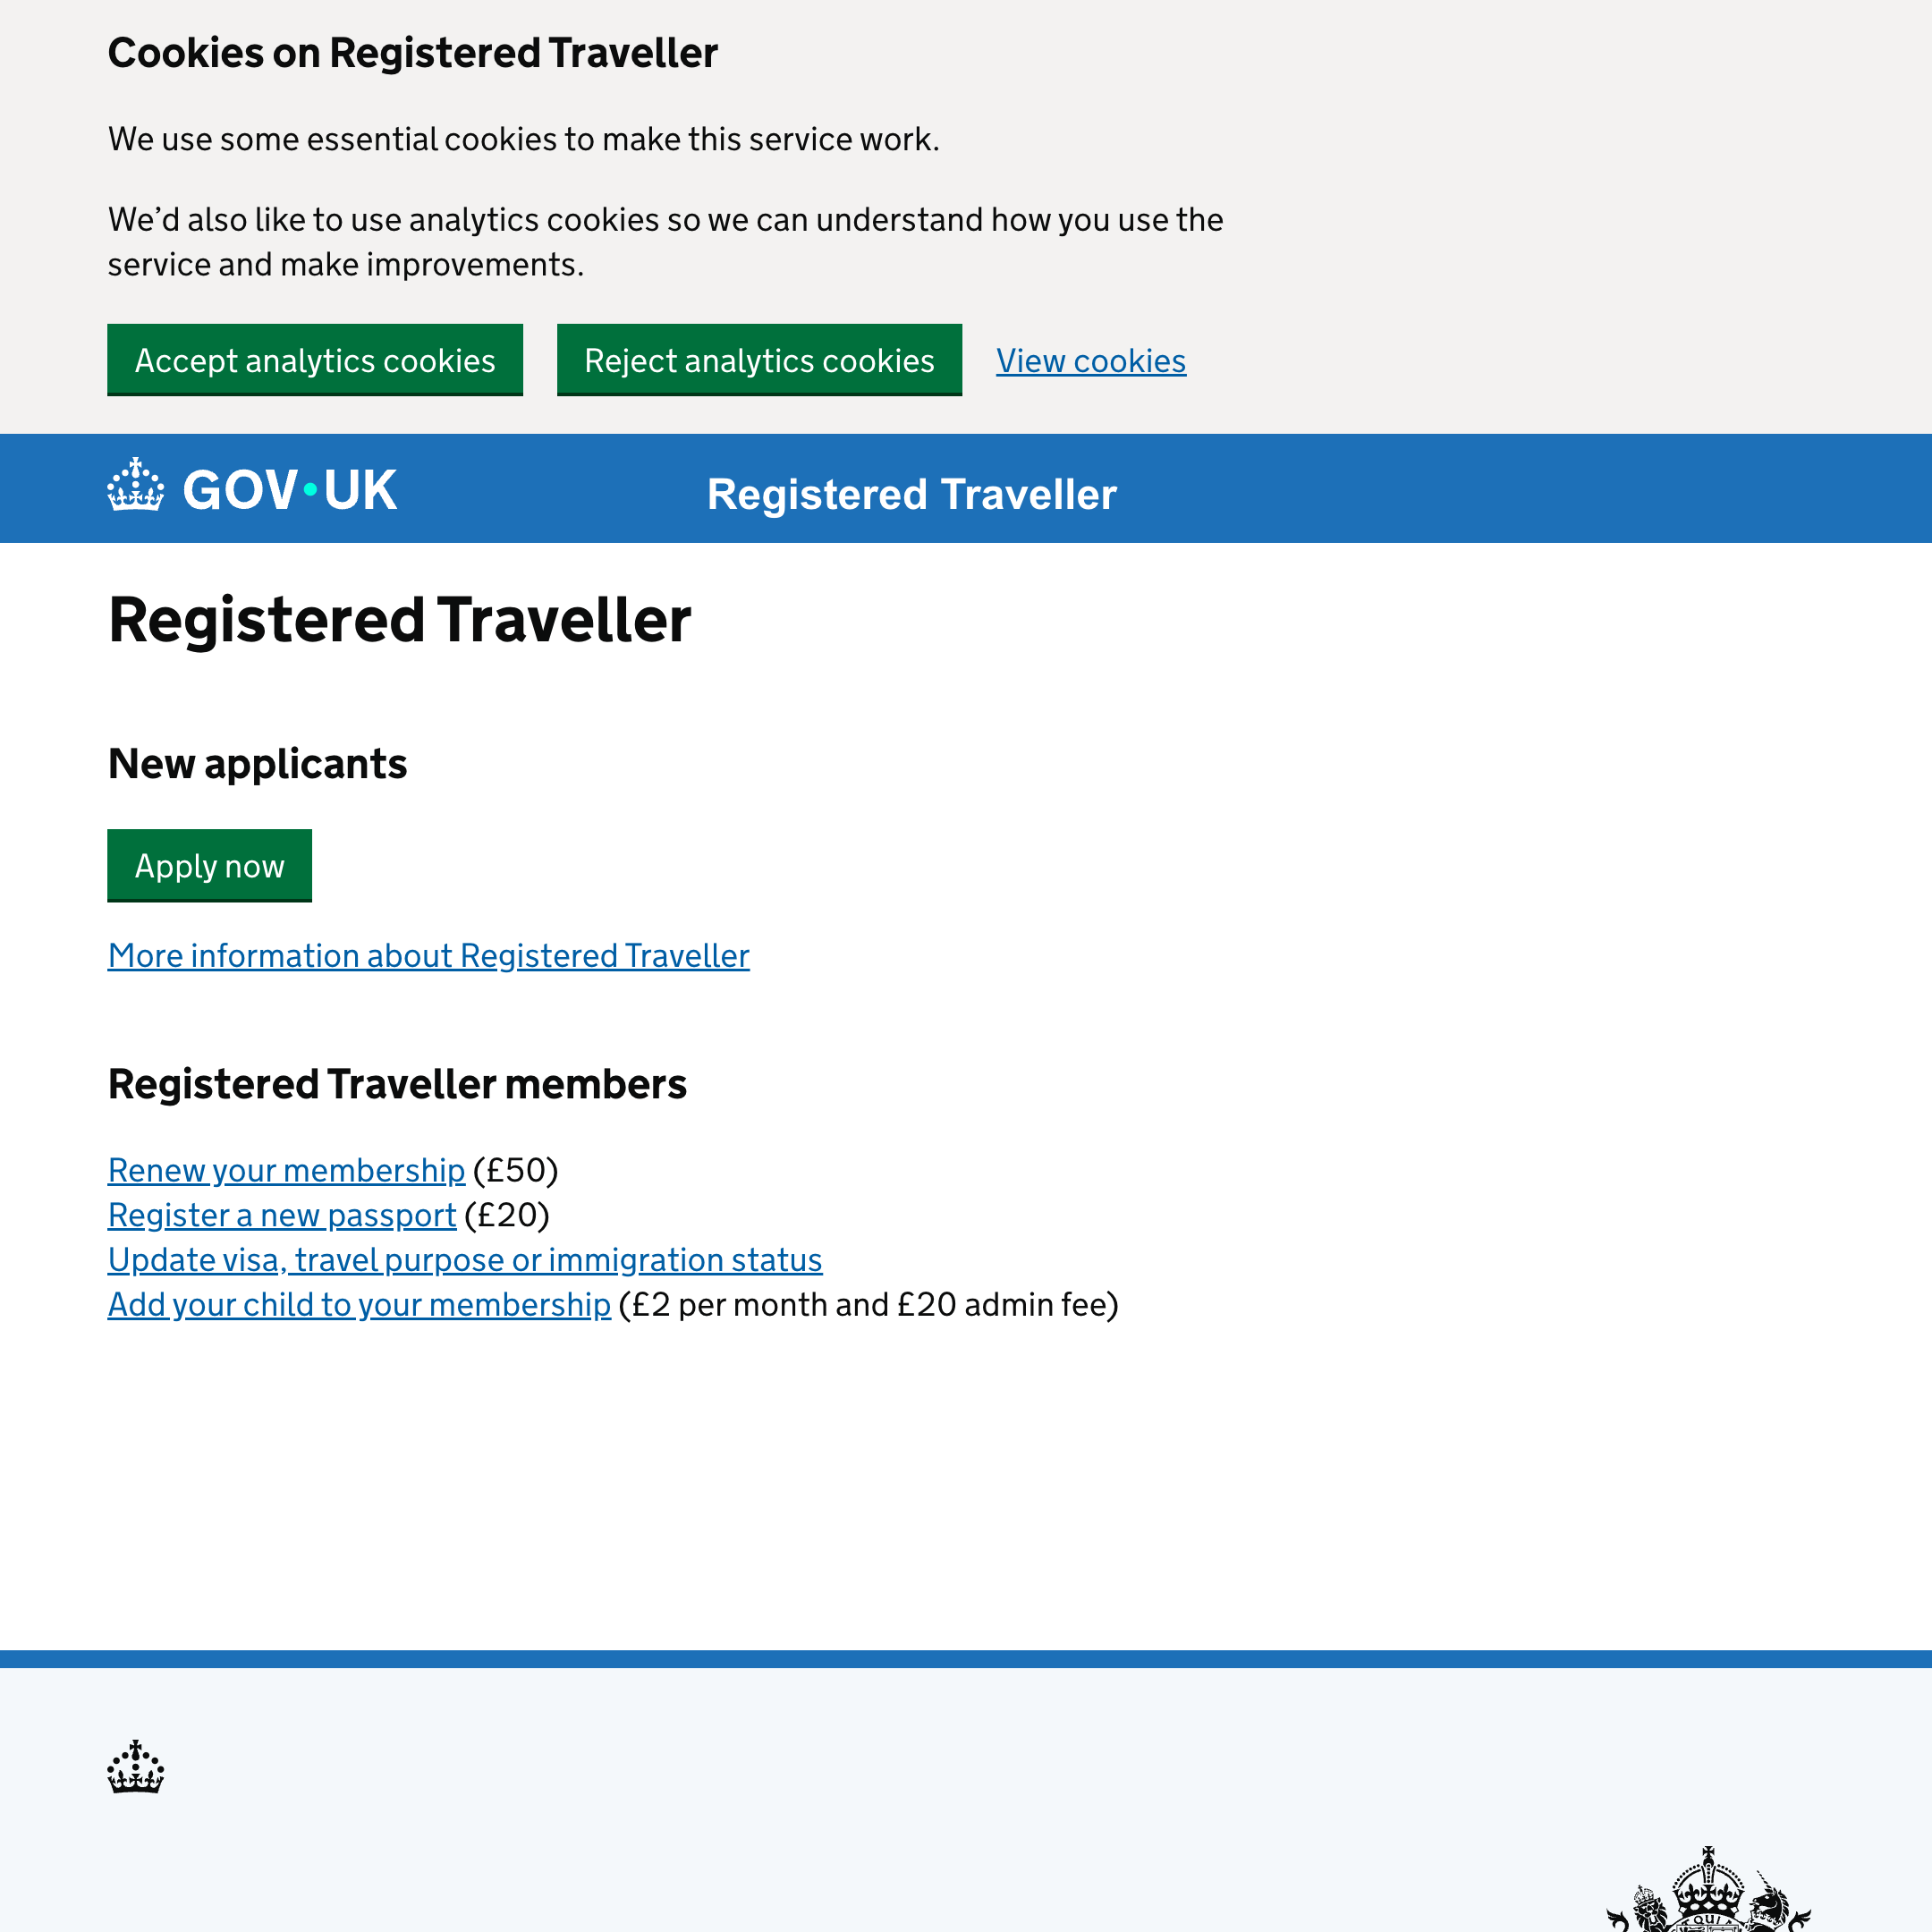 Cookies on Registered Traveller
We use some essential cookies to make this service work.
We’d also like to use analytics cookies so we can understand how you use the
service and make improvements.
Accept analytics cookies
Reject analytics cookies
View cookies
GOV·UK
Registered Traveller
Registered Traveller
New applicants
Apply now
More information about Registered Traveller
Registered Traveller members
Renew your membership (£50)
Register a new passport (£20)
Update visa, travel purpose or immigration status
Add your child to your membership (£2 per month and £20 admin fee)
QUI